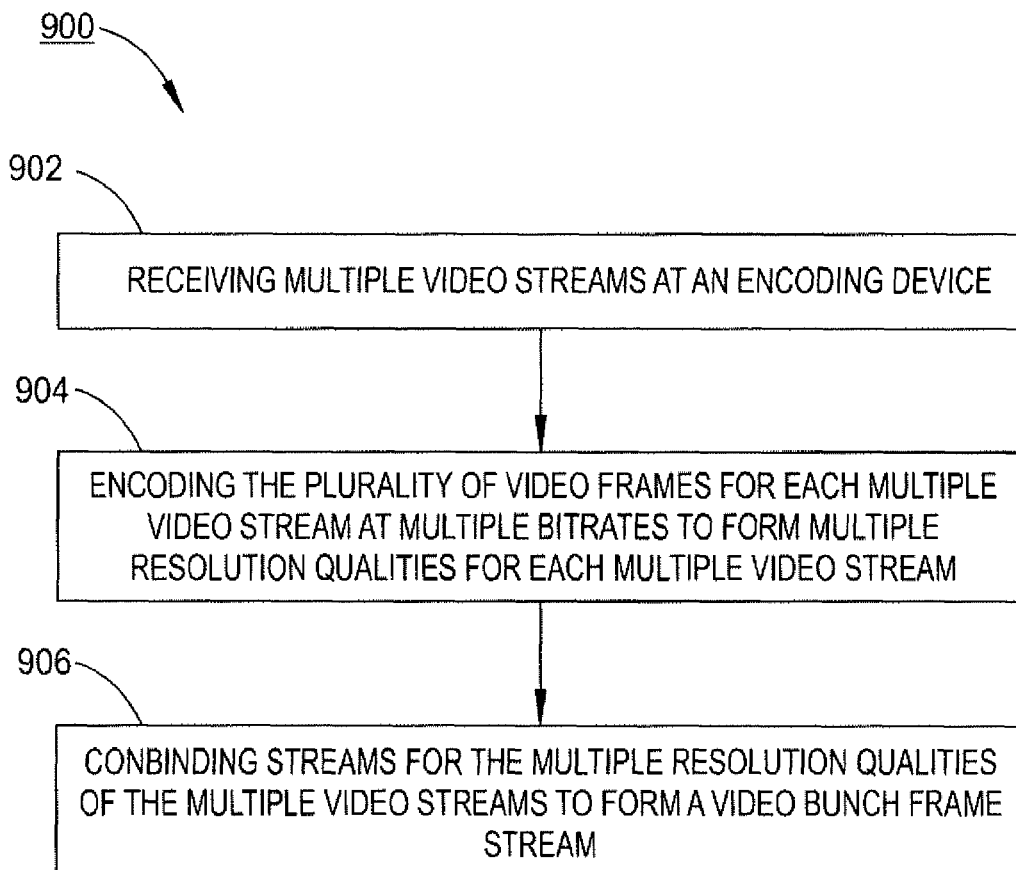 900
902
RECEIVING MULTIPLE VIDEO STREAMS AT AN ENCODING DEVICE
904
ENCODING THE PLURALITY OF VIDEO FRAMES FOR EACH MULTIPLE
VIDEO STREAM AT MULTIPLE BITRATES TO FORM MULTIPLE
RESOLUTION QUALITIES FOR EACH MULTIPLE VIDEO STREAM
906
CONBINDING STREAMS FOR THE MULTIPLE RESOLUTION QUALITIES
OF THE MULTIPLE VIDEO STREAMS TO FORM A VIDEO BUNCH FRAME
STREAM